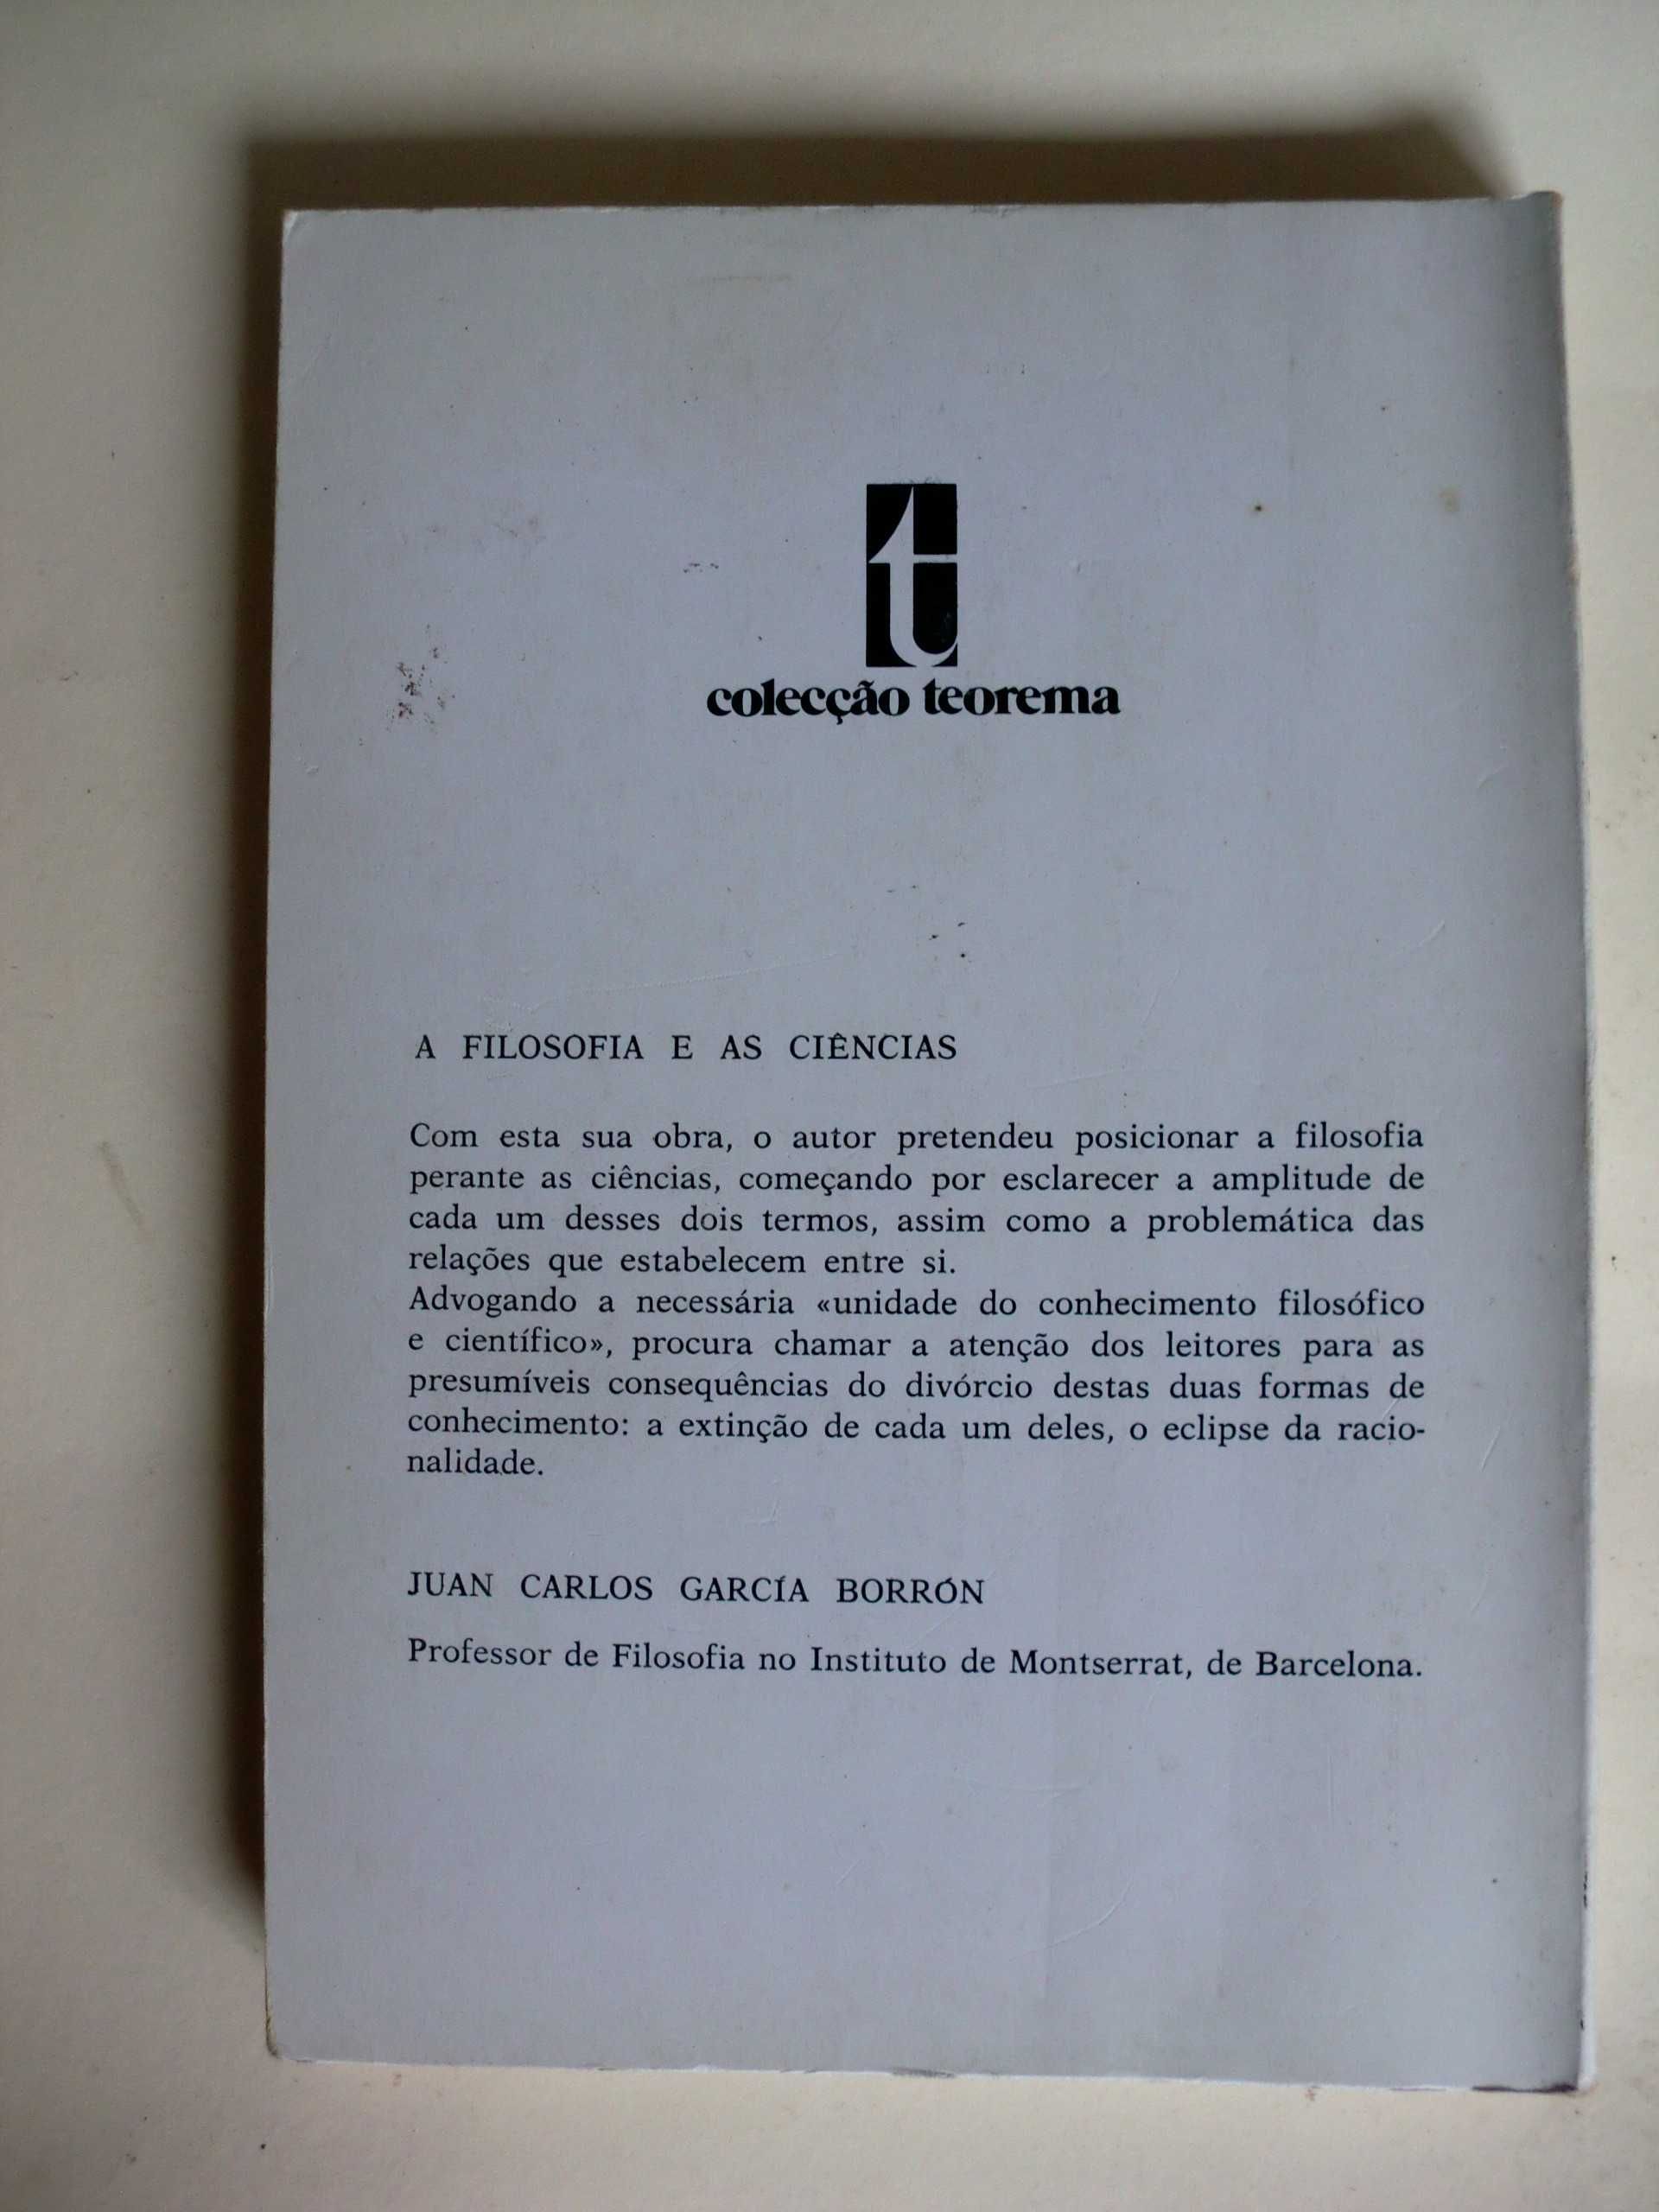 t
colecção teorema
A FILOSOFIA E AS CIÊNCIAS
Com esta sua obra, o autor pretendeu posicionar a filosofia
perante as ciências, começando por esclarecer a amplitude de
cada um desses dois termos, assim como a problemática das
relações que estabelecem entre si.
Advogando a necessária «unidade do conhecimento filosófico
e científico», procura chamar a atenção dos leitores para as
presumíveis consequências do divórcio destas duas formas de
conhecimento: a extinção de cada um deles, o eclipse da racio-
nalidade.
JUAN CARLOS GARCÍA BORRÓN
Professor de Filosofia no Instituto de Montserrat, de Barcelona.